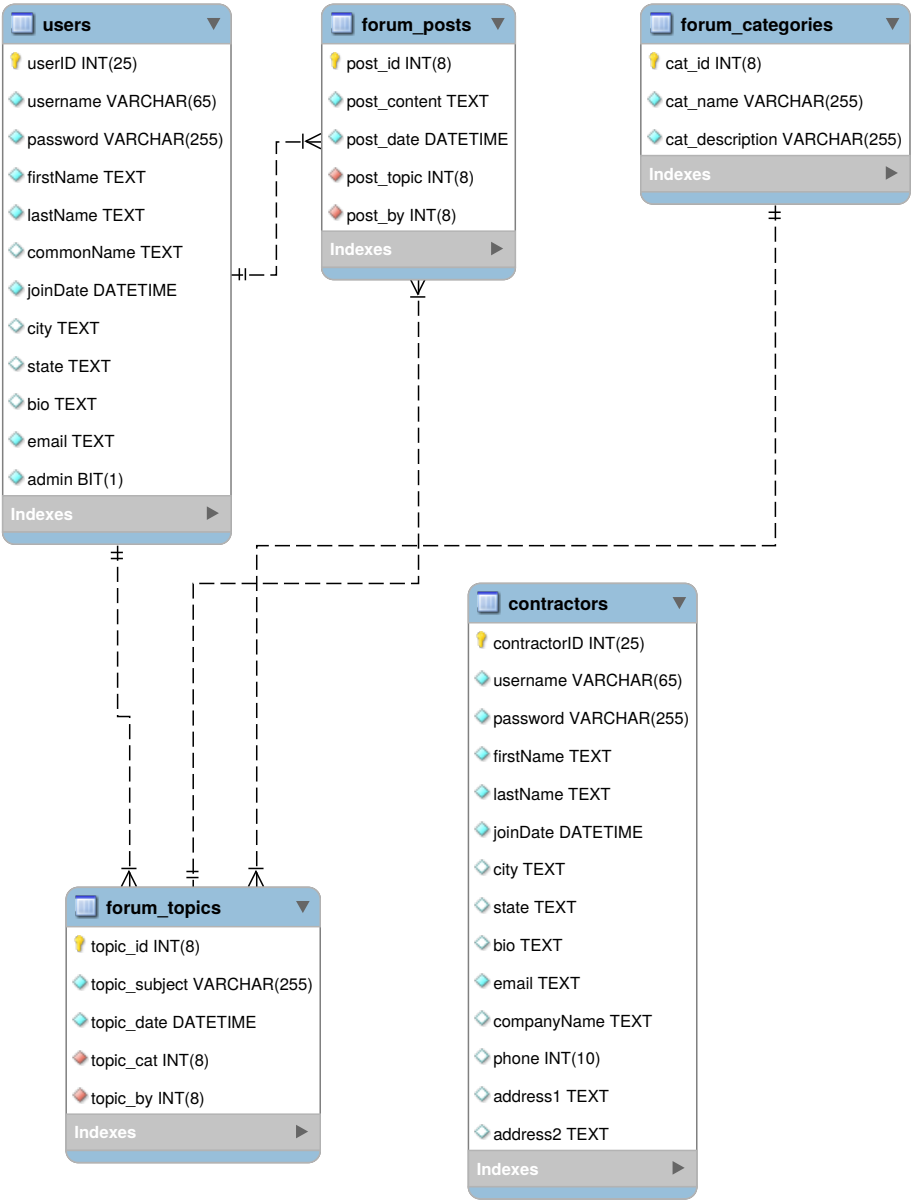 users
userID INT(25)
username VARCHAR(65)
password VARCHAR(255)
firstName TEXT
lastName TEXT
commonName TEXT
joinDate DATETIME
city TEXT
state TEXT
bio TEXT
email TEXT
admin BIT(1)
Indexes
forum_posts
post_id INT(8)
post_content TEXT
post_date DATETIME
post_topic INT(8)
post_by INT(8)
Indexes
forum_categories
cat_id INT(8)
cat_name VARCHAR(255)
cat_description VARCHAR(255)
Indexes
forum_topics
topic_id INT(8)
topic_subject VARCHAR(255)
topic_date DATETIME
topic_cat INT(8)
topic_by INT(8)
Indexes
contractors
contractorID INT(25)
username VARCHAR(65)
password VARCHAR(255)
firstName TEXT
lastName TEXT
joinDate DATETIME
city TEXT
state TEXT
bio TEXT
email TEXT
companyName TEXT
phone INT(10)
address1 TEXT
address2 TEXT
Indexes